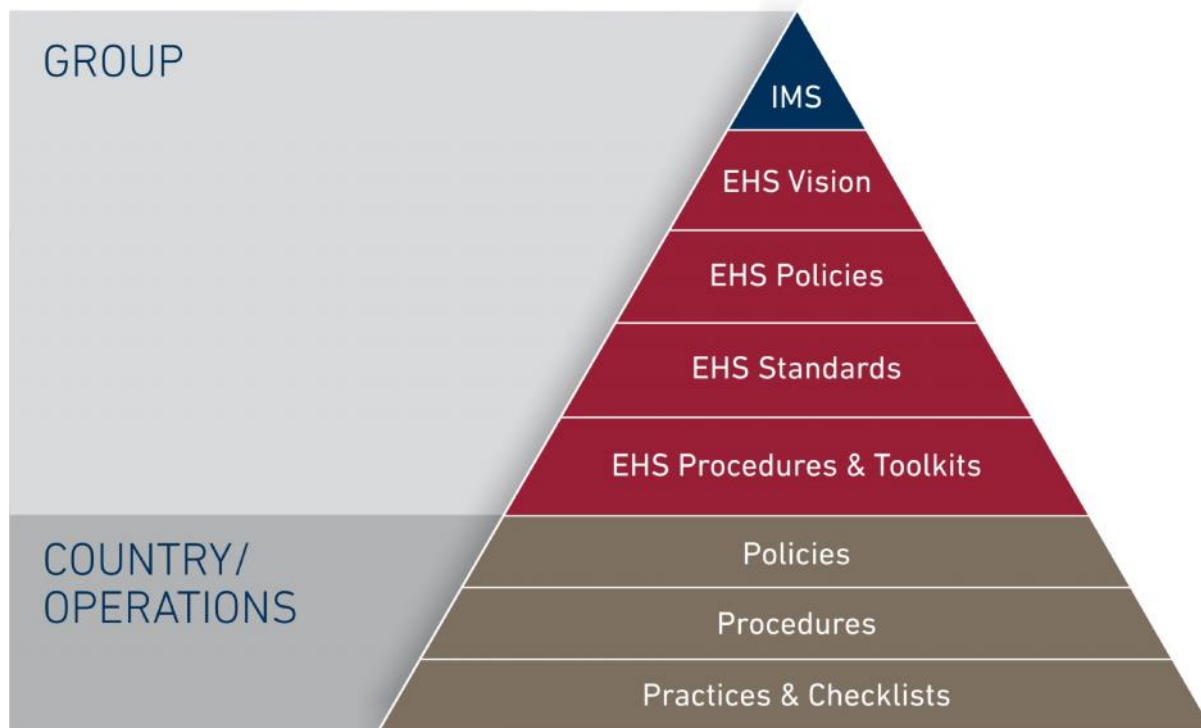 GROUP
IMS
EHS Vision
EHS Policies
EHS Standards
EHS Procedures & Toolkits
COUNTRY/
OPERATIONS
Policies
Procedures
Practices & Checklists